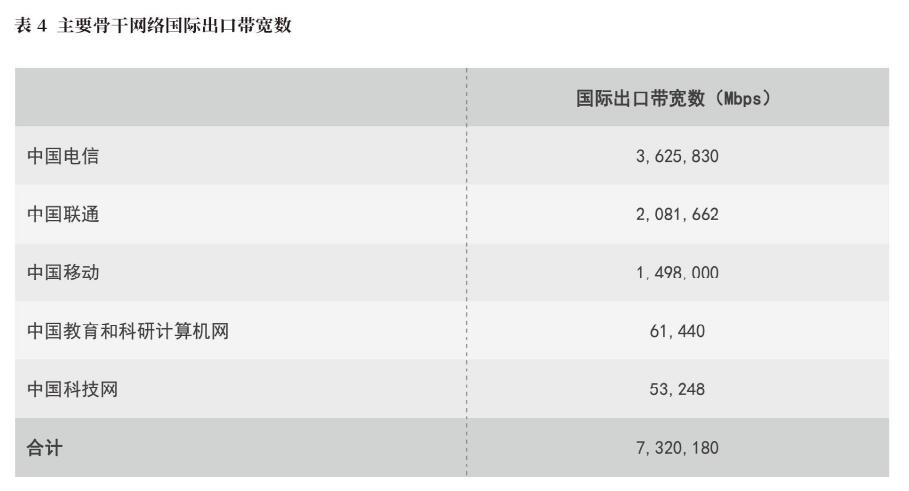 表 4 主要骨干网络国际出口带宽数
国际出口带宽数（Mbps）
中国电信 3,625,830
中国联通 2,081,662
中国移动 1,498,000
中国教育和科研计算机网 61,440
中国科技网 53,248
合计 7,320,180